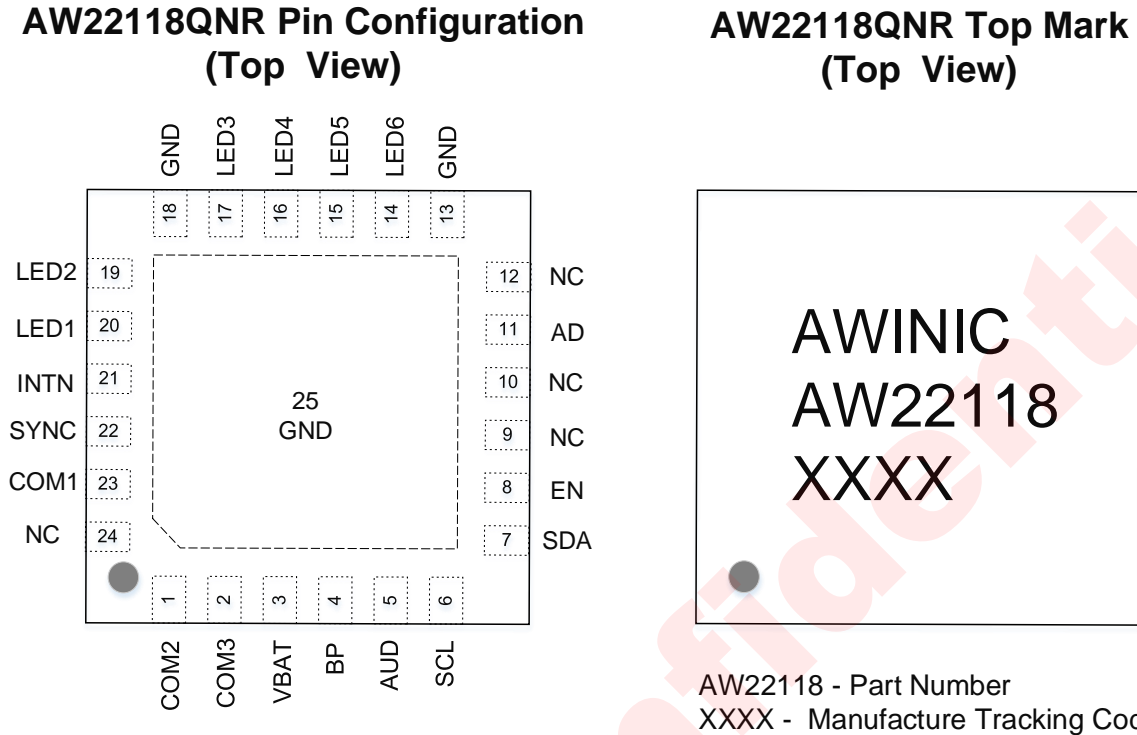 AW22118QNR Pin Configuration
(Top View)
GND LED3 LED4 LED5 LED6 GND
18 17 16 15 14 13
LED2 19 12 NC
LED1 20 11 AD
INTN 21 10 NC
25
SYNC 22 GND 9 NC
COM1 23 8 EN
NC 24 7 SDA
1 2 3 4 5 6
COM2 COM3 VBAT BP AUD SCL
AW22118QNR Top Mark
(Top View)
AWINIC
AW22118
XXXX
AW22118 - Part Number
XXXX - Manufacture Tracking